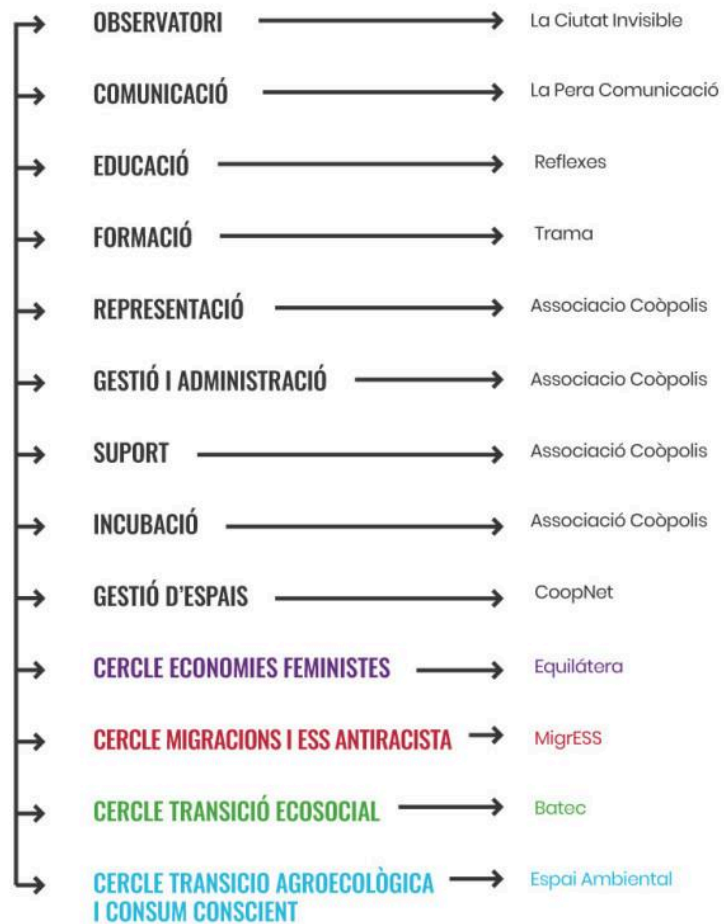 OBSERVATORI La Ciutat Invisible
COMUNICACIÓ La Pera Comunicació
EDUCACIÓ Reflexes
FORMACIÓ Trama
REPRESENTACIÓ Associacio Coòpolis
GESTIÓ I ADMINISTRACIÓ Associacio Coòpolis
SUPORT Associació Coòpolis
INCUBACIÓ Associació Coòpolis
GESTIÓ D'ESPAIS CoopNet
CERCLE ECONOMIES FEMINISTES Equilátera
CERCLE MIGRACIONS I ESS ANTIRACISTA MigrESS
CERCLE TRANSICIÓ ECOSOCIAL Batec
CERCLE TRANSICIO AGROECOLÒGICA Espai Ambiental
I CONSUM CONSCIENT